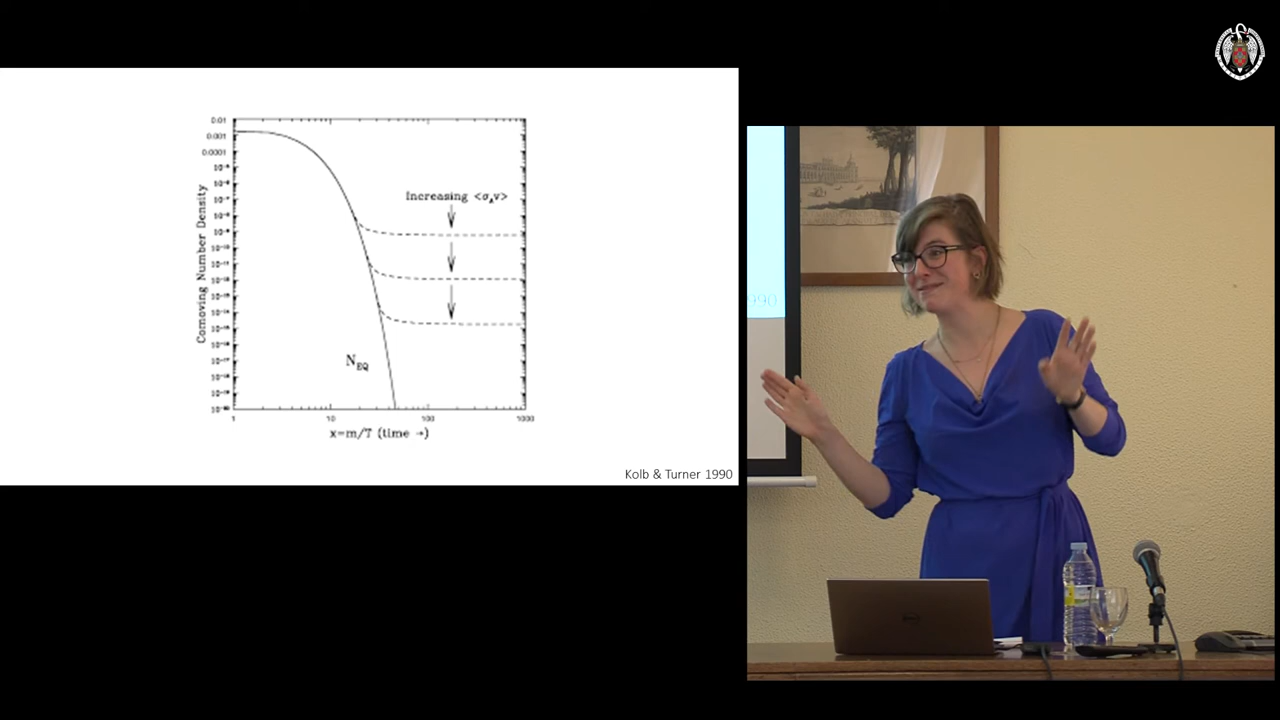 0.01
0.001
0.0001
Increasing <σ_A v>
Comoving Number Density
N_EQ
1
10
100
1000
x=m/T (time →)
Kolb & Turner 1990
990